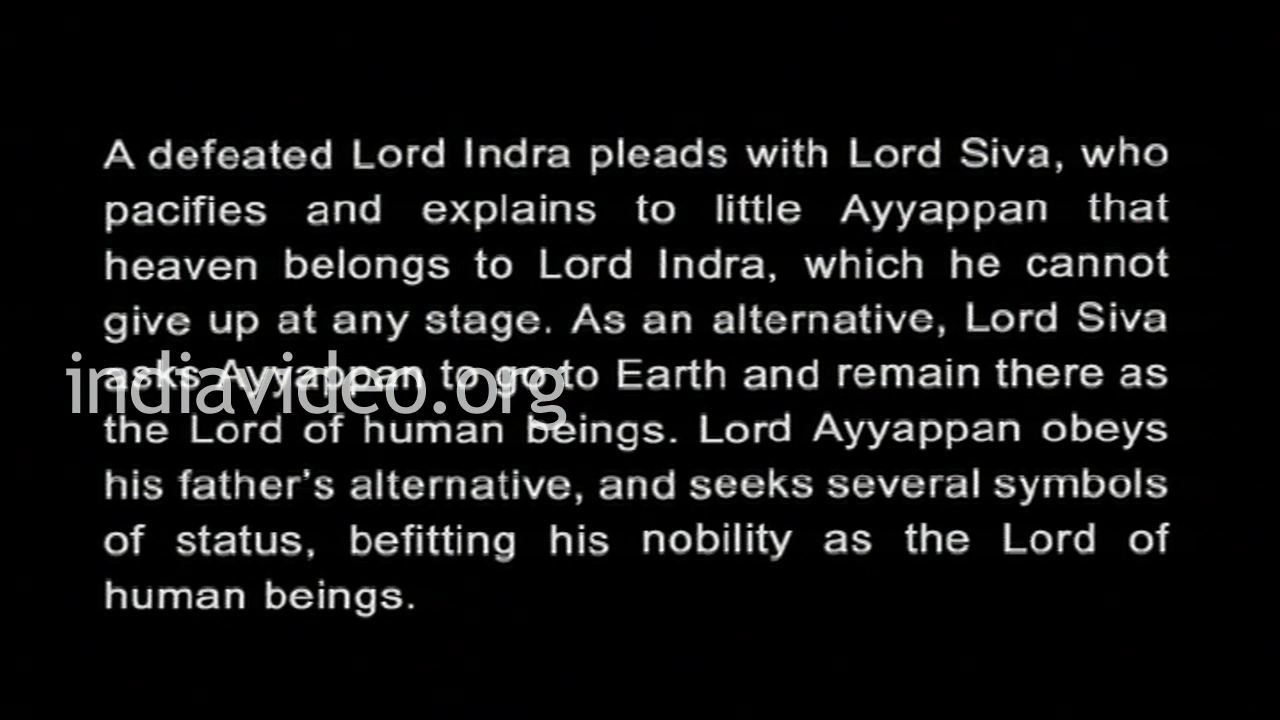 A defeated Lord Indra pleads with Lord Siva, who
pacifies and explains to little Ayyappan that
heaven belongs to Lord Indra, which he cannot
give up at any stage. As an alternative, Lord Siva
asks Ayyappan to go to Earth and remain there as
indiavideo.org
the Lord of human beings. Lord Ayyappan obeys
his father's alternative, and seeks several symbols
of status, befitting his nobility as the Lord of
human beings.